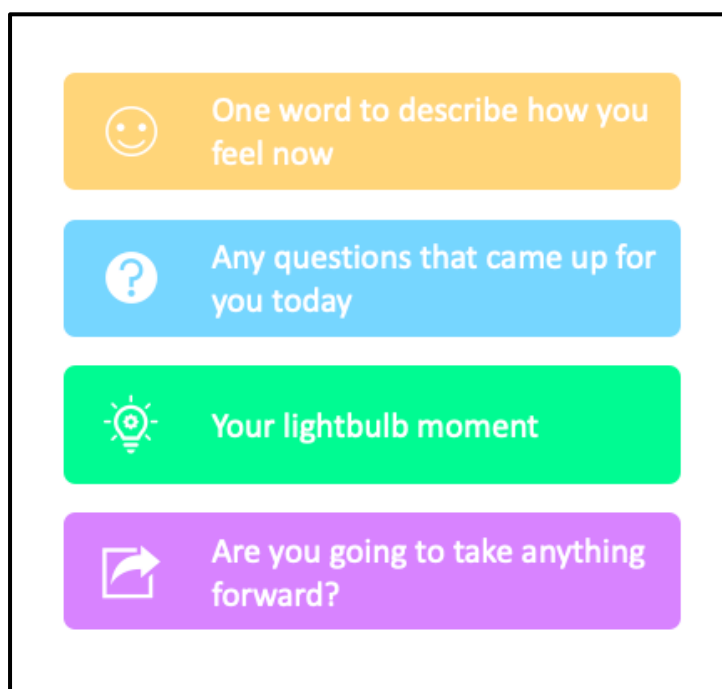 One word to describe how you
feel now
Any questions that came up for
you today
Your lightbulb moment
Are you going to take anything
forward?